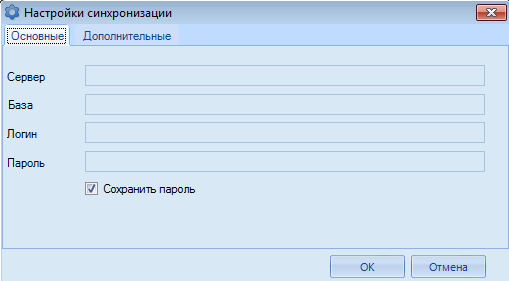 Настройки синхронизации
Основные Дополнительные
Сервер
База
Логин
Пароль
Сохранить пароль
OK Отмена